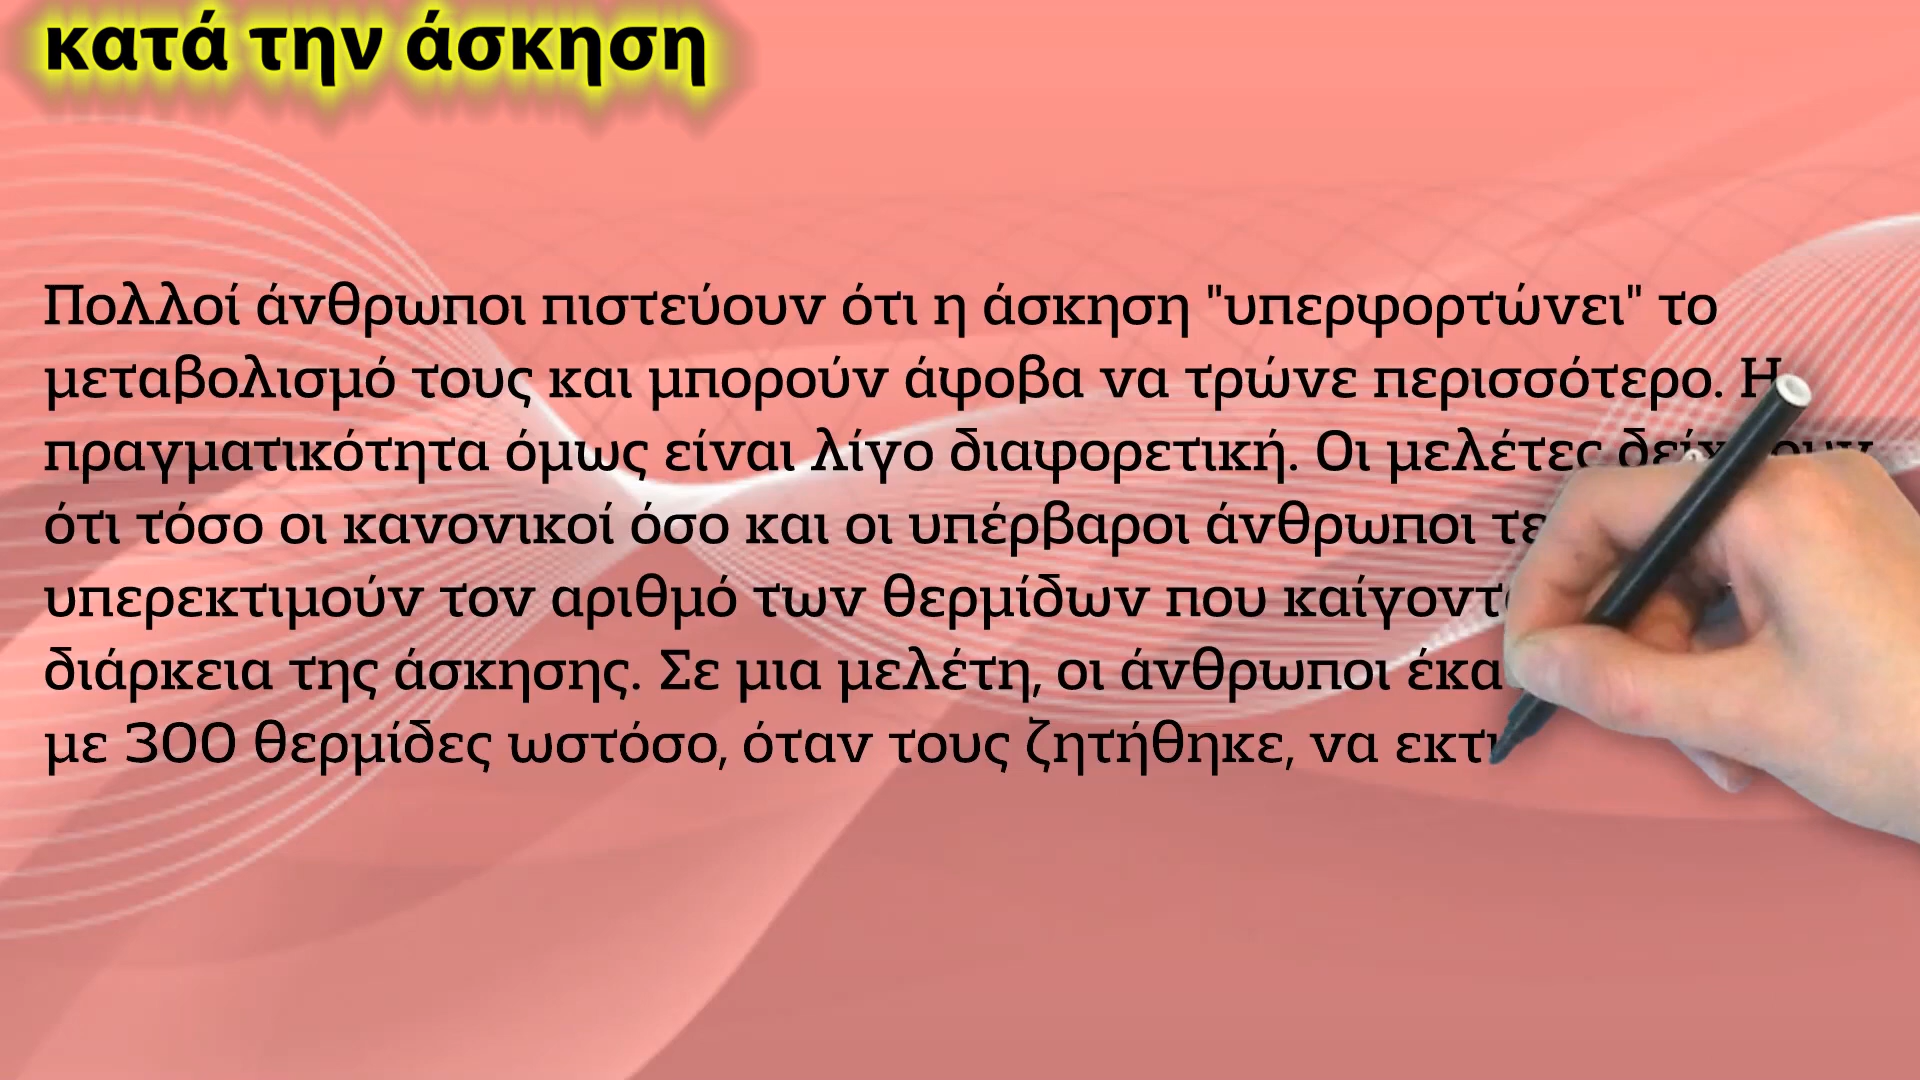 κατά την άσκηση
Πολλοί άνθρωποι πιστεύουν ότι η άσκηση "υπερφορτώνει" το
μεταβολισμό τους και μπορούν άφοβα να τρώνε περισσότερο. Η
πραγματικότητα όμως είναι λίγο διαφορετική. Οι μελέτες
ότι τόσο οι κανονικοί όσο και οι υπέρβαροι άνθρωποι
υπερεκτιμούν τον αριθμό των θερμίδων που
διάρκεια της άσκησης. Σε μια μελέτη, οι άνθρωποι
με 300 θερμίδες ωστόσο, όταν τους ζητήθηκε, να